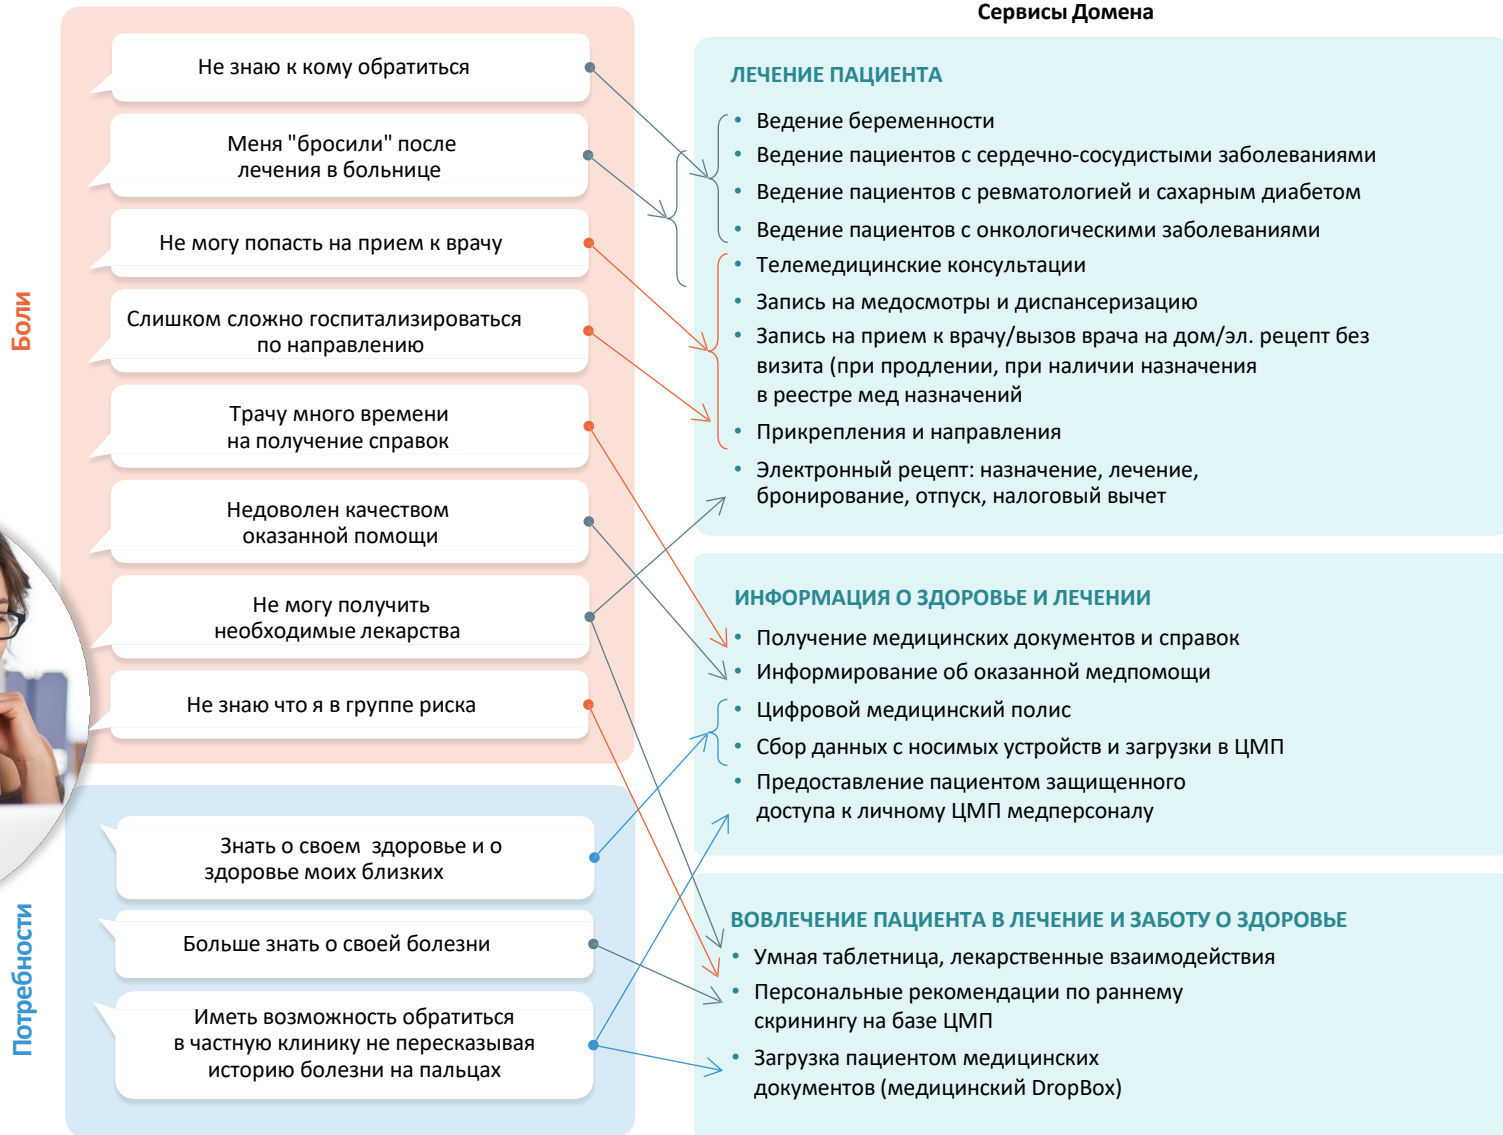 Сервисы Домена
Боли
Не знаю к кому обратиться
Меня "бросили" после
лечения в больнице
Не могу попасть на прием к врачу
Слишком сложно госпитализироваться
по направлению
Трачу много времени
на получение справок
Недоволен качеством
оказанной помощи
Не могу получить
необходимые лекарства
Не знаю что я в группе риска
Потребности
Знать о своем здоровье и о
здоровье моих близких
Больше знать о своей болезни
Иметь возможность обратиться
в частную клинику не пересказывая
историю болезни на пальцах
ЛЕЧЕНИЕ ПАЦИЕНТА
• Ведение беременности
• Ведение пациентов с сердечно-сосудистыми заболеваниями
• Ведение пациентов с ревматологией и сахарным диабетом
• Ведение пациентов с онкологическими заболеваниями
• Телемедицинские консультации
• Запись на медосмотры и диспансеризацию
• Запись на прием к врачу/вызов врача на дом/эл. рецепт без
визита (при продлении, при наличии назначения
в реестре мед назначений
• Прикрепления и направления
• Электронный рецепт: назначение, лечение,
бронирование, отпуск, налоговый вычет
ИНФОРМАЦИЯ О ЗДОРОВЬЕ И ЛЕЧЕНИИ
• Получение медицинских документов и справок
• Информирование об оказанной медпомощи
• Цифровой медицинский полис
• Сбор данных с носимых устройств и загрузки в ЦМП
• Предоставление пациентом защищенного
доступа к личному ЦМП медперсоналу
ВОВЛЕЧЕНИЕ ПАЦИЕНТА В ЛЕЧЕНИЕ И ЗАБОТУ О ЗДОРОВЬЕ
• Умная таблетница, лекарственные взаимодействия
• Персональные рекомендации по раннему
скринингу на базе ЦМП
• Загрузка пациентом медицинских
документов (медицинский DropBox)